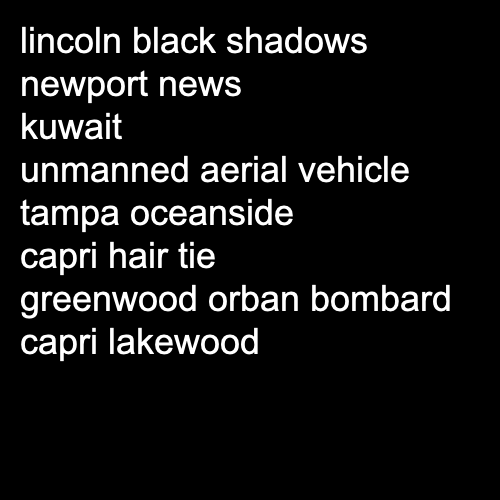 lincoln black shadows
newport news
kuwait
unmanned aerial vehicle
tampa oceanside
capri hair tie
greenwood orban bombard
capri lakewood